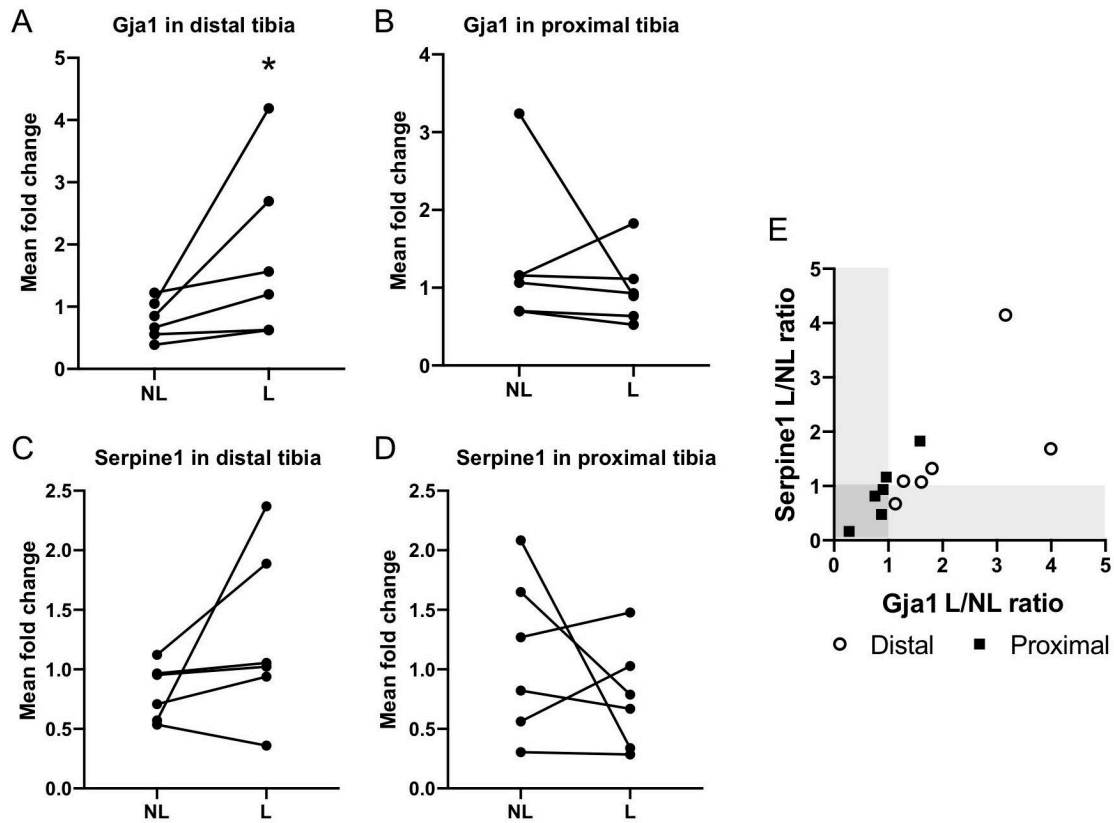 A
Gja1 in distal tibia
Mean fold change
5
4
3
2
1
0
*
NL
L
B
Gja1 in proximal tibia
Mean fold change
4
3
2
1
0
NL
L
C
Serpine1 in distal tibia
Mean fold change
2.5
2.0
1.5
1.0
0.5
0.0
NL
L
D
Serpine1 in proximal tibia
Mean fold change
2.5
2.0
1.5
1.0
0.5
0.0
NL
L
E
Serpine1 L/NL ratio
5
4
3
2
1
0
0 1 2 3 4 5
Gja1 L/NL ratio
Distal
Proximal